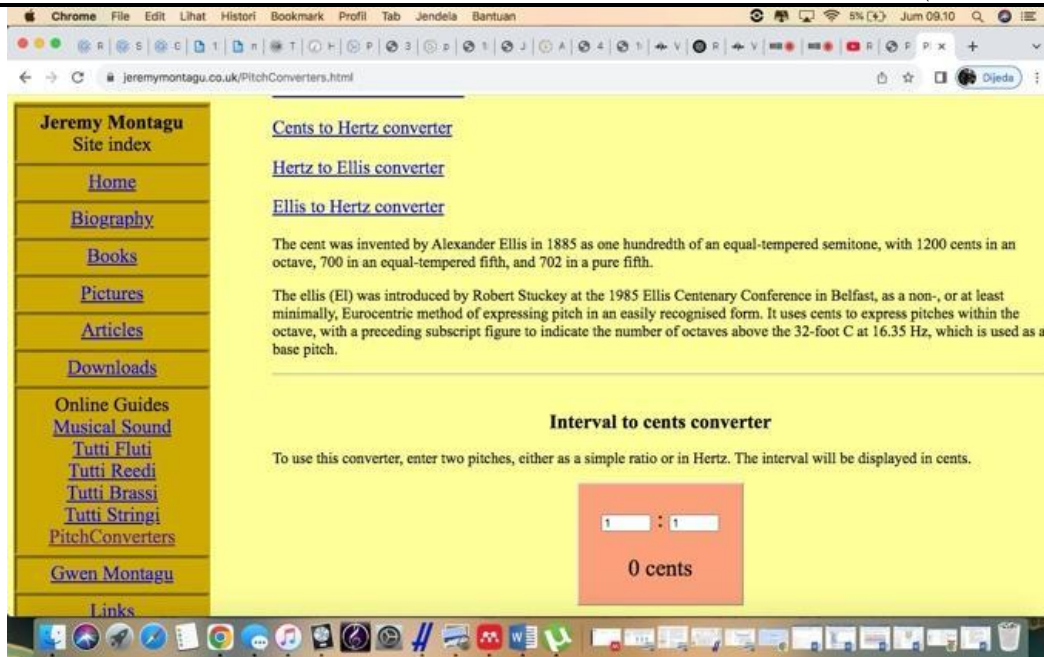 Chrome File Edit Lihat Histori Bookmark Profil Tab Jendela Bantuan 5% Jum 09.10
jeremymontagu.co.uk/PitchConverters.html Dijeda
Jeremy Montagu
Site index
Home
Biography
Books
Pictures
Articles
Downloads
Online Guides
Musical Sound
Tutti Fluti
Tutti Reedi
Tutti Brassi
Tutti Stringi
PitchConverters
Gwen Montagu
Links
Cents to Hertz converter
Hertz to Ellis converter
Ellis to Hertz converter
The cent was invented by Alexander Ellis in 1885 as one hundredth of an equal-tempered semitone, with 1200 cents in an
octave, 700 in an equal-tempered fifth, and 702 in a pure fifth.
The ellis (El) was introduced by Robert Stuckey at the 1985 Ellis Centenary Conference in Belfast, as a non-, or at least
minimally, Eurocentric method of expressing pitch in an easily recognised form. It uses cents to express pitches within the
octave, with a preceding subscript figure to indicate the number of octaves above the 32-foot C at 16.35 Hz, which is used as a
base pitch.
Interval to cents converter
To use this converter, enter two pitches, either as a simple ratio or in Hertz. The interval will be displayed in cents.
1 : 1
0 cents